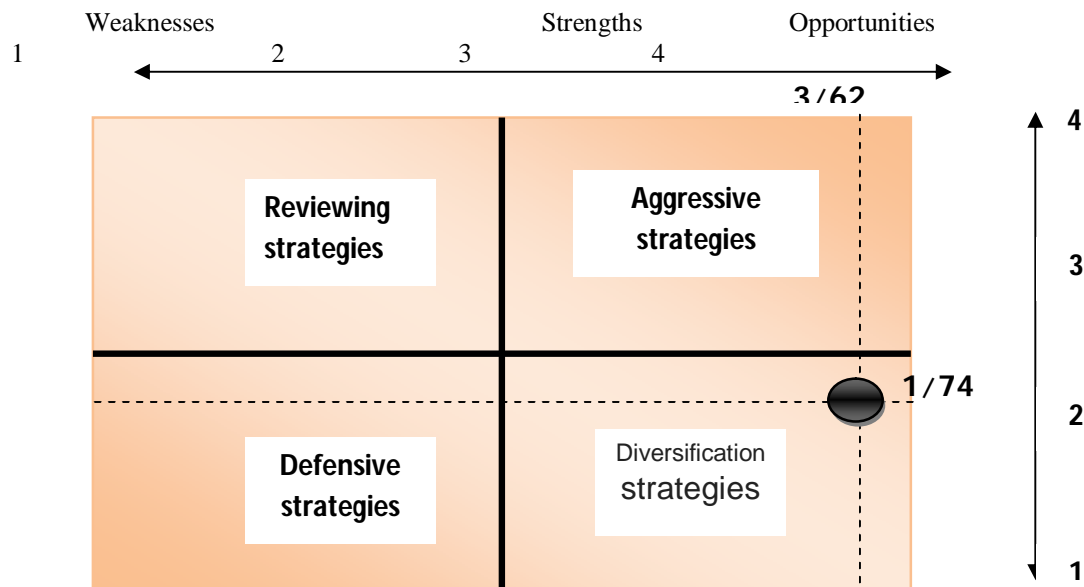 Weaknesses Strengths Opportunities
1 2 3 4
3/62
4
Reviewing
strategies
Aggressive
strategies
3
1/74
2
Defensive
strategies
Diversification
strategies
1